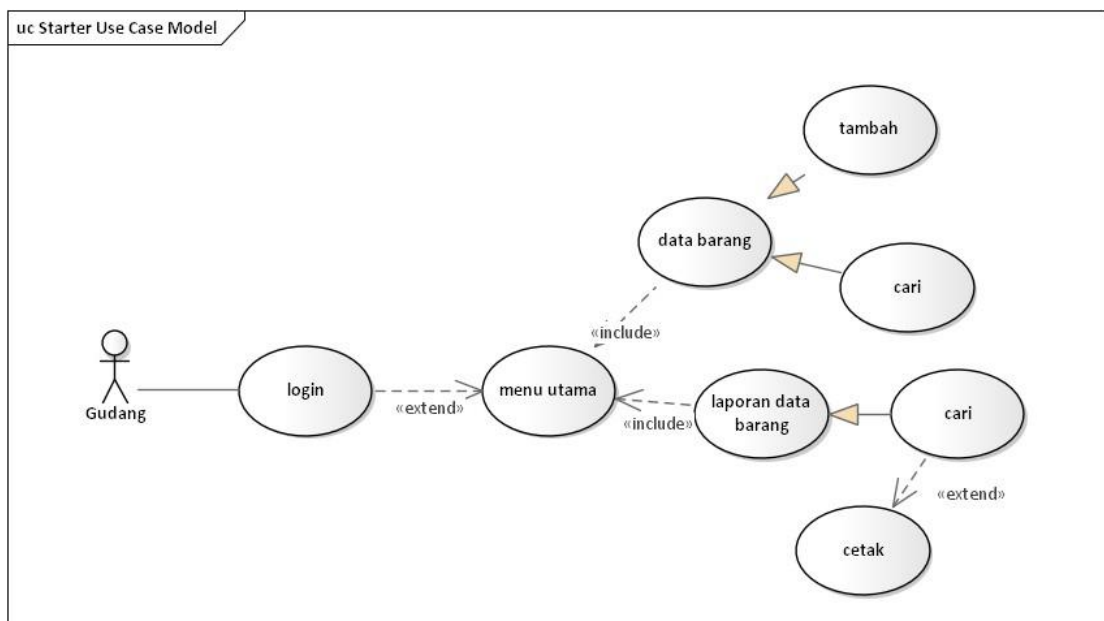 uc Starter Use Case Model
tambah
data barang
cari
«include»
Gudang
login
«extend»
menu utama
laporan data
barang
«include»
cari
«extend»
cetak